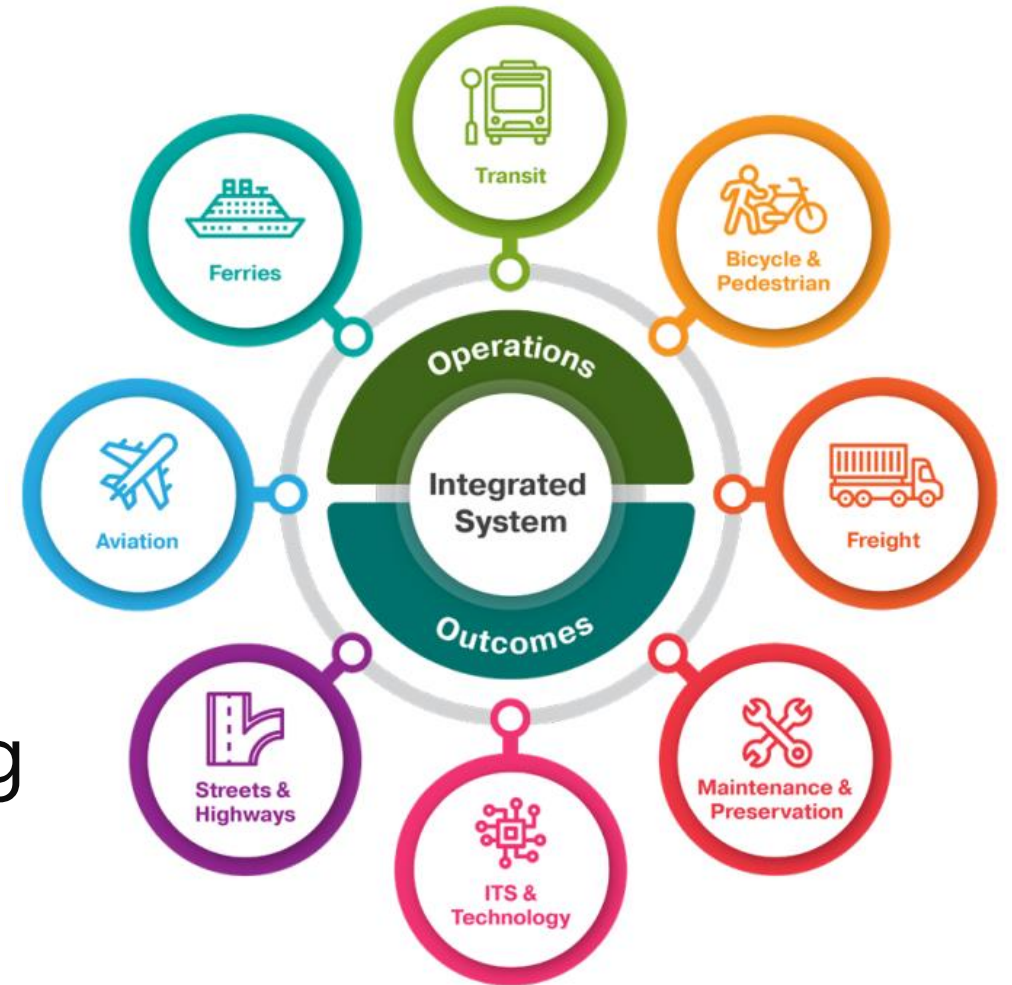 Transit
Bicycle &
Pedestrian
Ferries
Operations
Integrated
System
Freight
Aviation
Outcomes
Streets &
Highways
Maintenance &
Preservation
ITS &
Technology
g